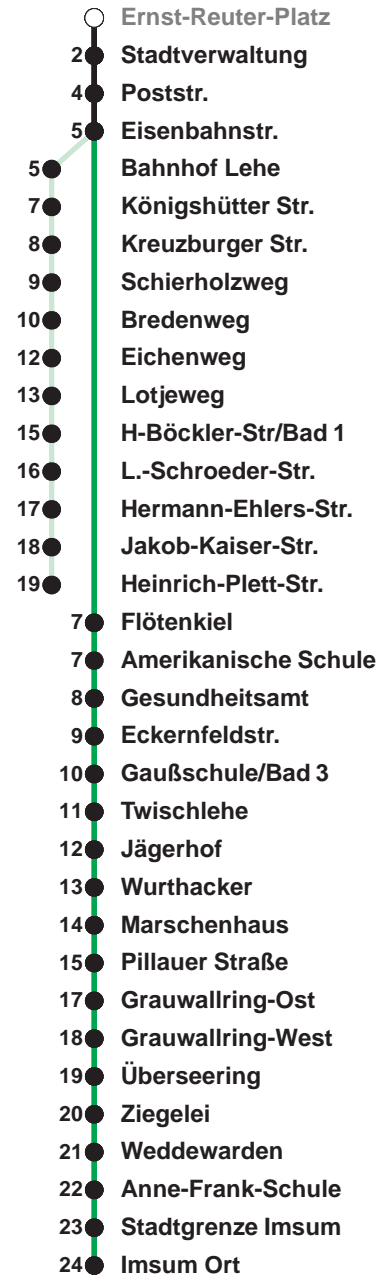 Ernst-Reuter-Platz
2 Stadtverwaltung
4 Poststr.
5 Eisenbahnstr.
5 Bahnhof Lehe
7 Königshütter Str.
8 Kreuzburger Str.
9 Schierholzweg
10 Bredenweg
12 Eichenweg
13 Lotjeweg
15 H-Böckler-Str/Bad 1
16 L.-Schroeder-Str.
17 Hermann-Ehlers-Str.
18 Jakob-Kaiser-Str.
19 Heinrich-Plett-Str.
7 Flötenkiel
7 Amerikanische Schule
8 Gesundheitsamt
9 Eckernfeldstr.
10 Gaußschule/Bad 3
11 Twischlehe
12 Jägerhof
13 Wurthacker
14 Marschenhaus
15 Pillauer Straße
17 Grauwallring-Ost
18 Grauwallring-West
19 Überseering
20 Ziegelei
21 Weddewarden
22 Anne-Frank-Schule
23 Stadtgrenze Imsum
24 Imsum Ort